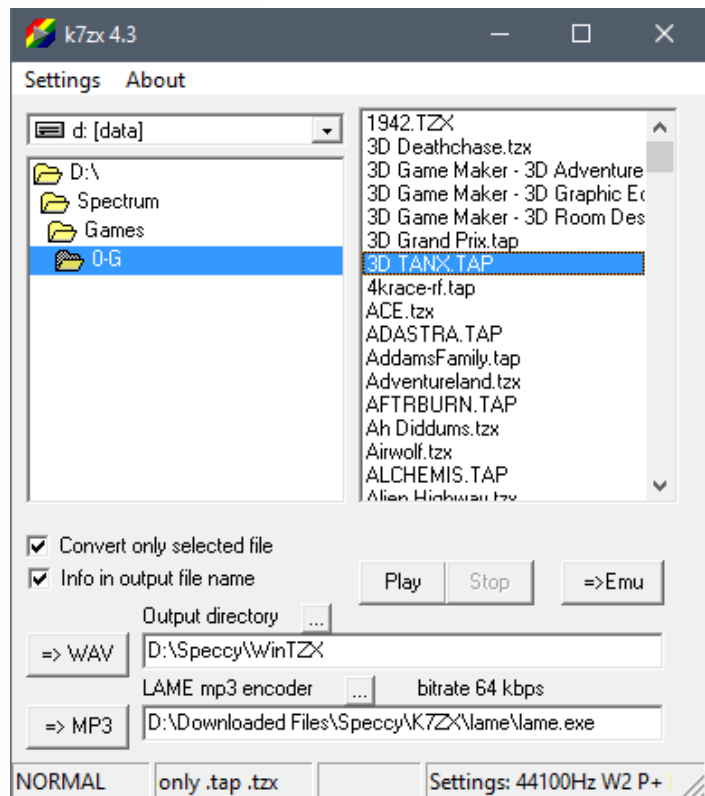 k7zx 4.3
Settings About
d: [data]
D:\
Spectrum
Games
0-G
1942.TZX
3D Deathchase.tzx
3D Game Maker - 3D Adventure
3D Game Maker - 3D Graphic Ec
3D Game Maker - 3D Room Des
3D Grand Prix.tap
3D TANX.TAP
4krace-rf.tap
ACE.tzx
ADASTRA.TAP
AddamsFamily.tap
Adventureland.tzx
AFTRBURN.TAP
Ah Diddums.tzx
Airwolf.tzx
ALCHEMIS.TAP
Alien Highway.tzx
Convert only selected file
Info in output file name
Play Stop =>Emu
Output directory ...
=> WAV D:\Speccy\WinTZX
LAME mp3 encoder ... bitrate 64 kbps
=> MP3 D:\Downloaded Files\Speccy\K7ZX\lame\lame.exe
NORMAL only .tap .tzx Settings: 44100Hz W2 P+